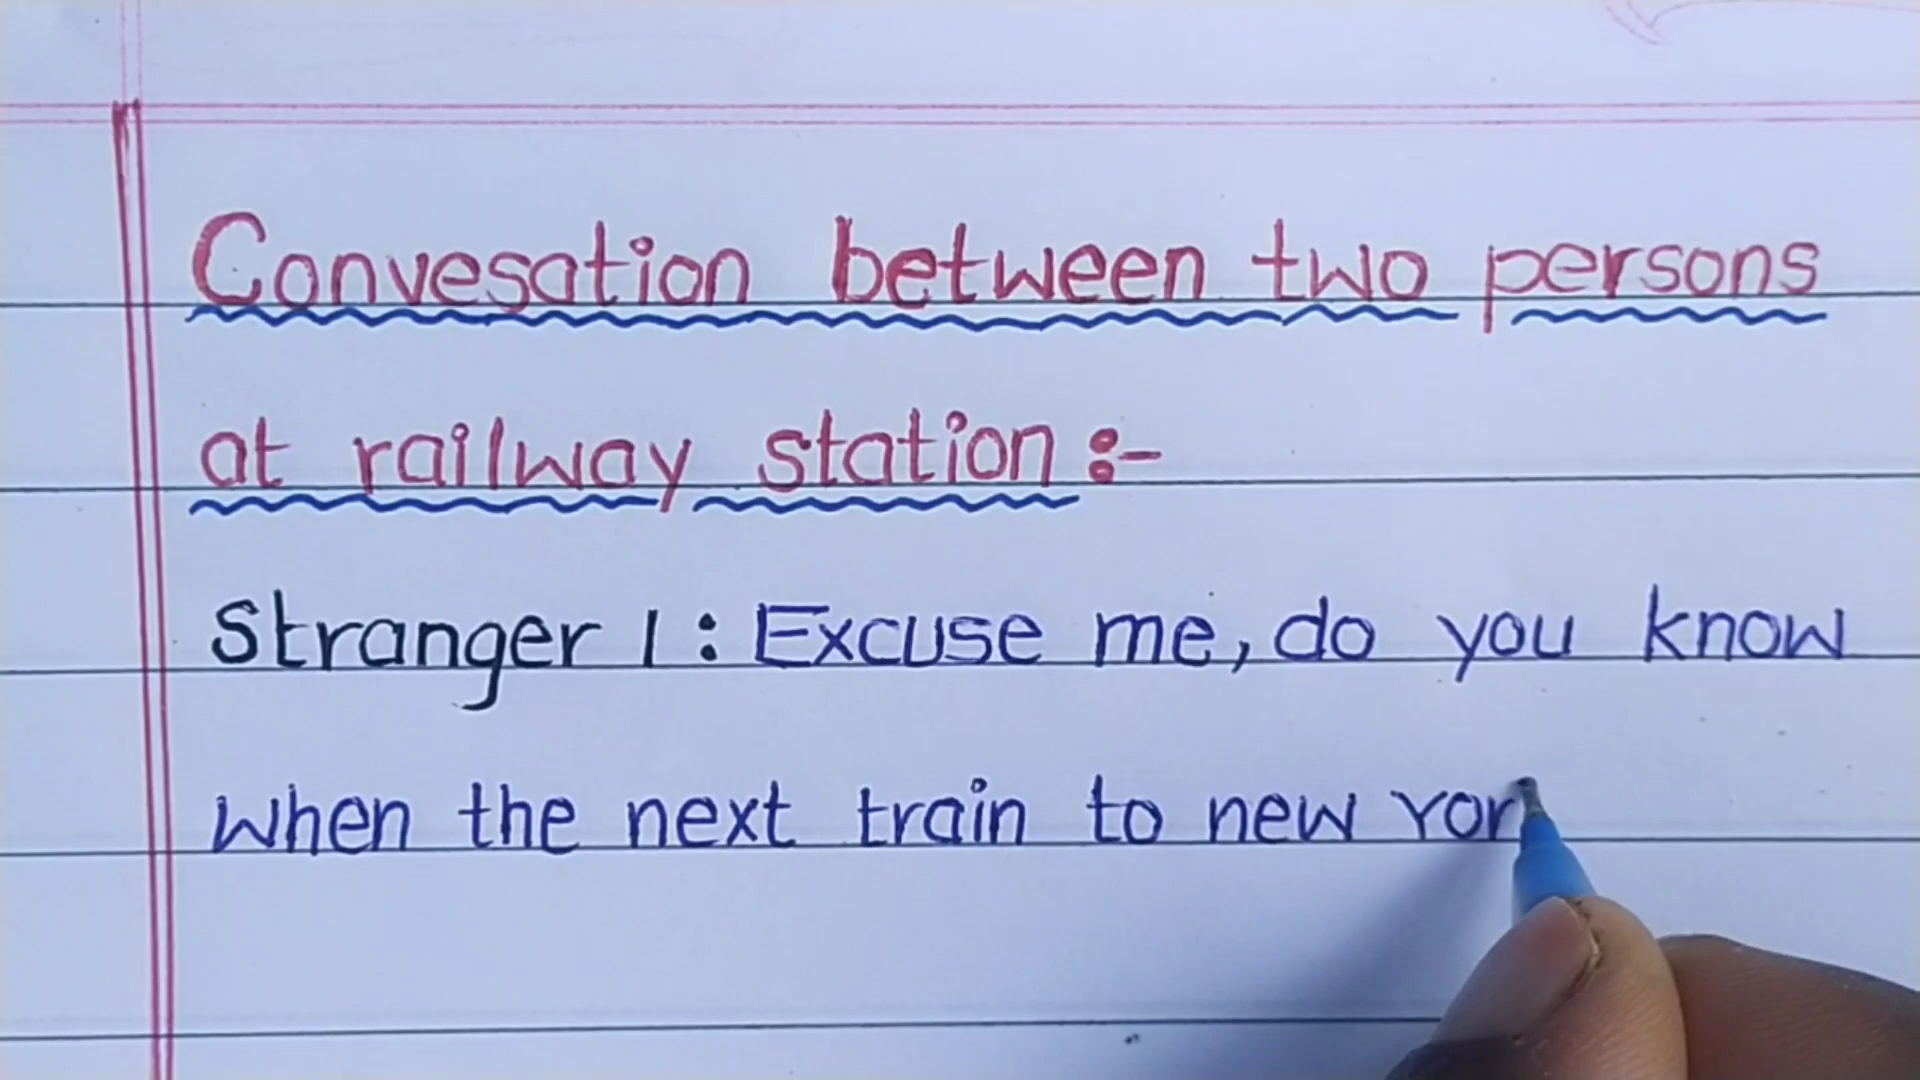 Convesation between two persons
at railway station :-
Stranger 1 : Excuse me, do you know
when the next train to new Yor